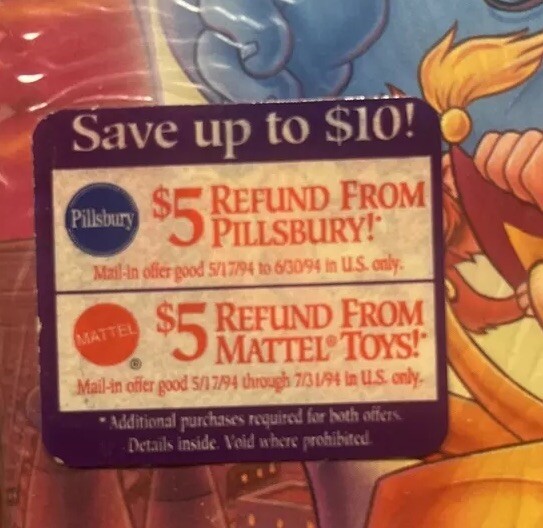 Save up to $10!
Pillsbury
$5 REFUND FROM
PILLSBURY!*
Mail-in offer good 5/17/94 to 6/30/94 in U.S. only.
MATTEL
®
$5 REFUND FROM
MATTEL® TOYS!*
Mail-in offer good 5/17/94 through 7/31/94 in U.S. only.
*Additional purchases required for both offers.
Details inside. Void where prohibited.